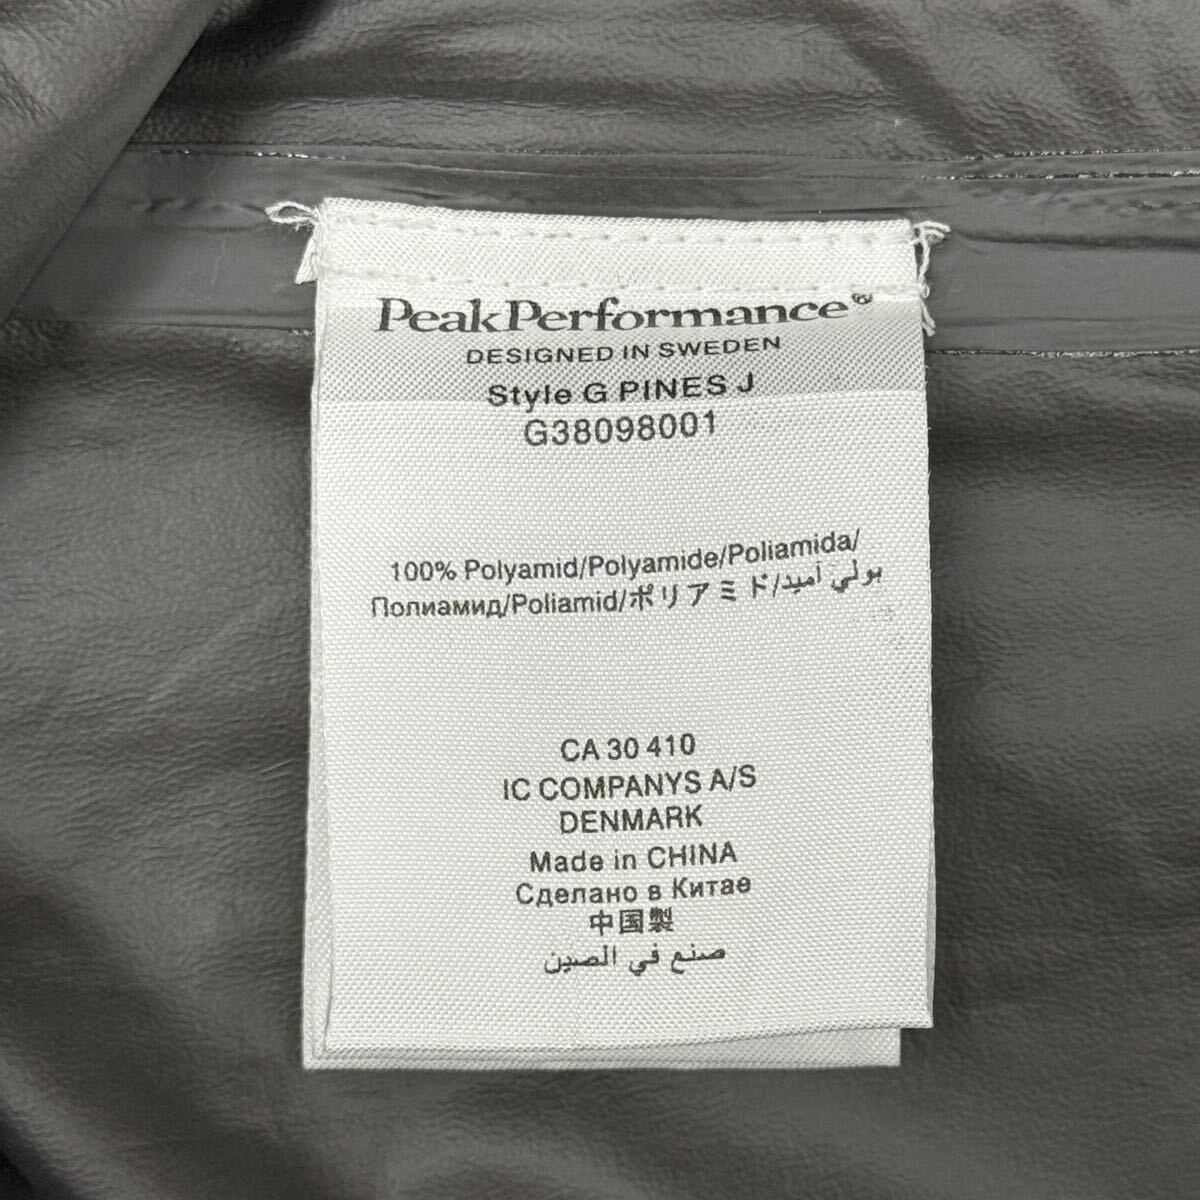 PeakPerformance®
DESIGNED IN SWEDEN
Style G PINES J
G38098001
100% Polyamid/Polyamide/Poliamida/
Полиамид/Poliamid/ポリアミド/بولي أميد
CA 30 410
IC COMPANYS A/S
DENMARK
Made in CHINA
Сделано в Китае
中国製
صنع في الصين